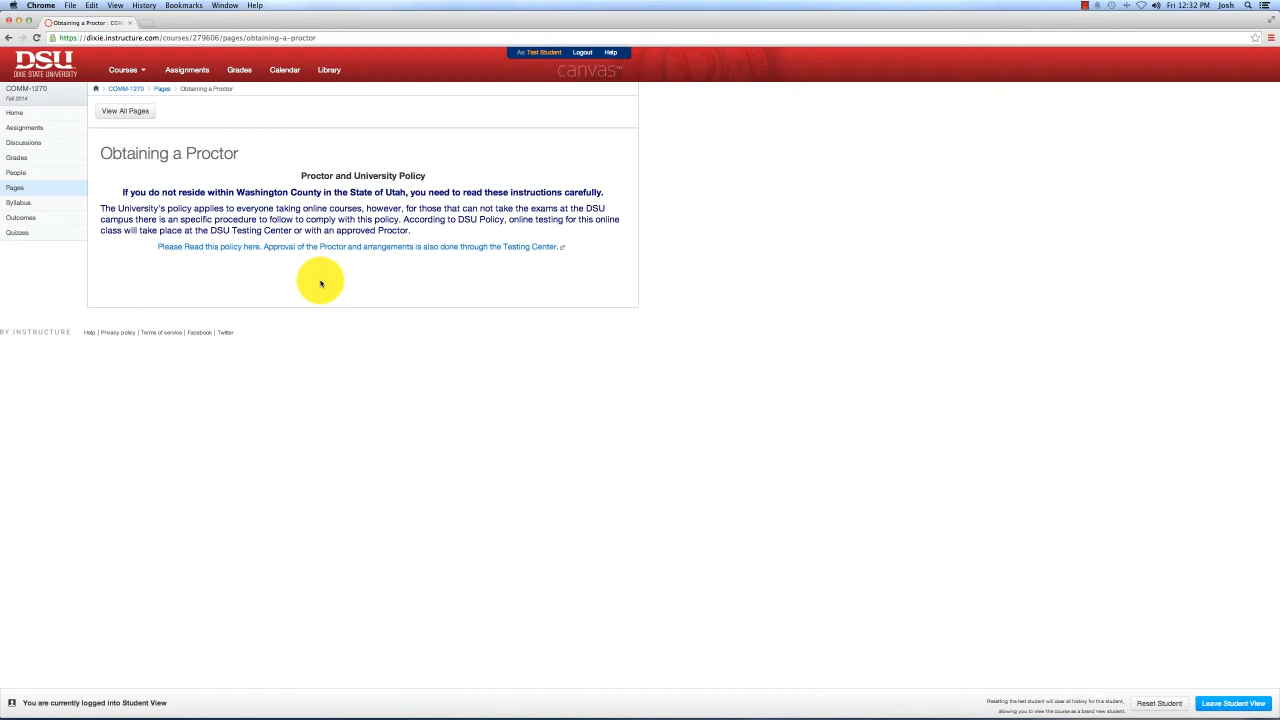 Chrome File Edit View History Bookmarks Window Help Fri 12:32 PM Josh
Obtaining a Proctor : COM
https://dixie.instructure.com/courses/279606/pages/obtaining-a-proctor
As: Test Student Logout Help
DSU
DIXIE STATE UNIVERSITY
Courses Assignments Grades Calendar Library
canvas™
COMM-1270
Fall 2014
Home
Assignments
Discussions
Grades
People
Pages
Syllabus
Outcomes
Quizzes
COMM-1270 Pages Obtaining a Proctor
View All Pages
Obtaining a Proctor
Proctor and University Policy
If you do not reside within Washington County in the State of Utah, you need to read these instructions carefully.
The University's policy applies to everyone taking online courses, however, for those that can not take the exams at the DSU
campus there is an specific procedure to follow to comply with this policy. According to DSU Policy, online testing for this online
class will take place at the DSU Testing Center or with an approved Proctor.
Please Read this policy here. Approval of the Proctor and arrangements is also done through the Testing Center.
BY INSTRUCTURE Help | Privacy policy | Terms of service | Facebook | Twitter
You are currently logged into Student View
Resetting the test student will clear all history for this student,
allowing you to view the course as a brand new student.
Reset Student
Leave Student View